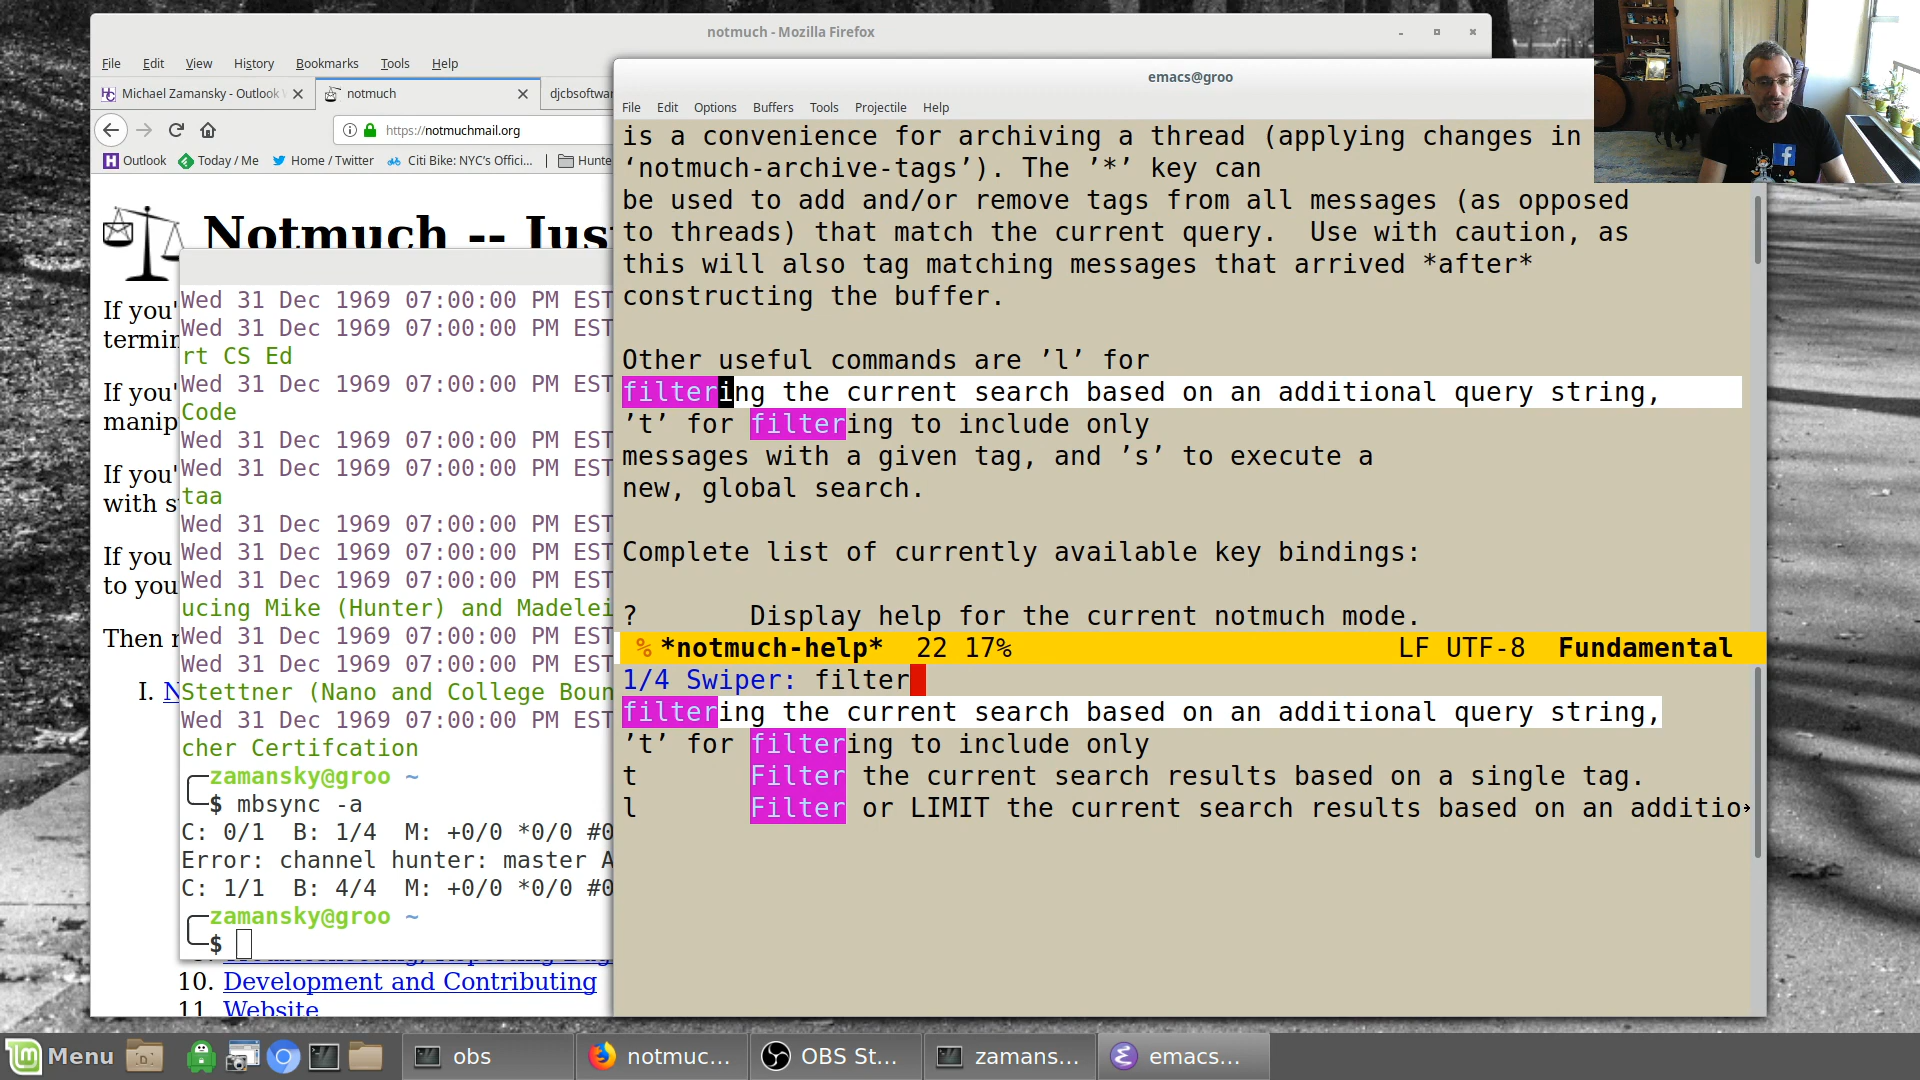 notmuch - Mozilla Firefox
File Edit View History Bookmarks Tools Help
Michael Zamansky - Outlook
notmuch
djcbsoftwa
https://notmuchmail.org
Outlook Today / Me Home / Twitter Citi Bike: NYC's Offici... Hunte
Notmuch -- Jus
If you'
termin
If you'
manip
If you'
with s
If you
to you
Then r
I. N
10. Development and Contributing
11. Website
Wed 31 Dec 1969 07:00:00 PM EST
Wed 31 Dec 1969 07:00:00 PM EST
rt CS Ed
Wed 31 Dec 1969 07:00:00 PM EST
Code
Wed 31 Dec 1969 07:00:00 PM EST
Wed 31 Dec 1969 07:00:00 PM EST
taa
Wed 31 Dec 1969 07:00:00 PM EST
Wed 31 Dec 1969 07:00:00 PM EST
Wed 31 Dec 1969 07:00:00 PM EST
ucing Mike (Hunter) and Madelei
Wed 31 Dec 1969 07:00:00 PM EST
Wed 31 Dec 1969 07:00:00 PM EST
Stettner (Nano and College Boun
Wed 31 Dec 1969 07:00:00 PM EST
cher Certifcation
zamansky@groo ~
$ mbsync -a
C: 0/1 B: 1/4 M: +0/0 *0/0 #0
Error: channel hunter: master A
C: 1/1 B: 4/4 M: +0/0 *0/0 #0
zamansky@groo ~
$
emacs@groo
File Edit Options Buffers Tools Projectile Help
is a convenience for archiving a thread (applying changes in
‘notmuch-archive-tags’). The ’*’ key can
be used to add and/or remove tags from all messages (as opposed
to threads) that match the current query.  Use with caution, as
this will also tag matching messages that arrived *after*
constructing the buffer.
Other useful commands are ’l’ for
filtering the current search based on an additional query string,
’t’ for filtering to include only
messages with a given tag, and ’s’ to execute a
new, global search.
Complete list of currently available key bindings:
? Display help for the current notmuch mode.
% *notmuch-help* 22 17% LF UTF-8 Fundamental
1/4 Swiper: filter
filtering the current search based on an additional query string,
’t’ for filtering to include only
t Filter the current search results based on a single tag.
l Filter or LIMIT the current search results based on an additio
Menu obs notmuc... OBS St... zamans... emacs...